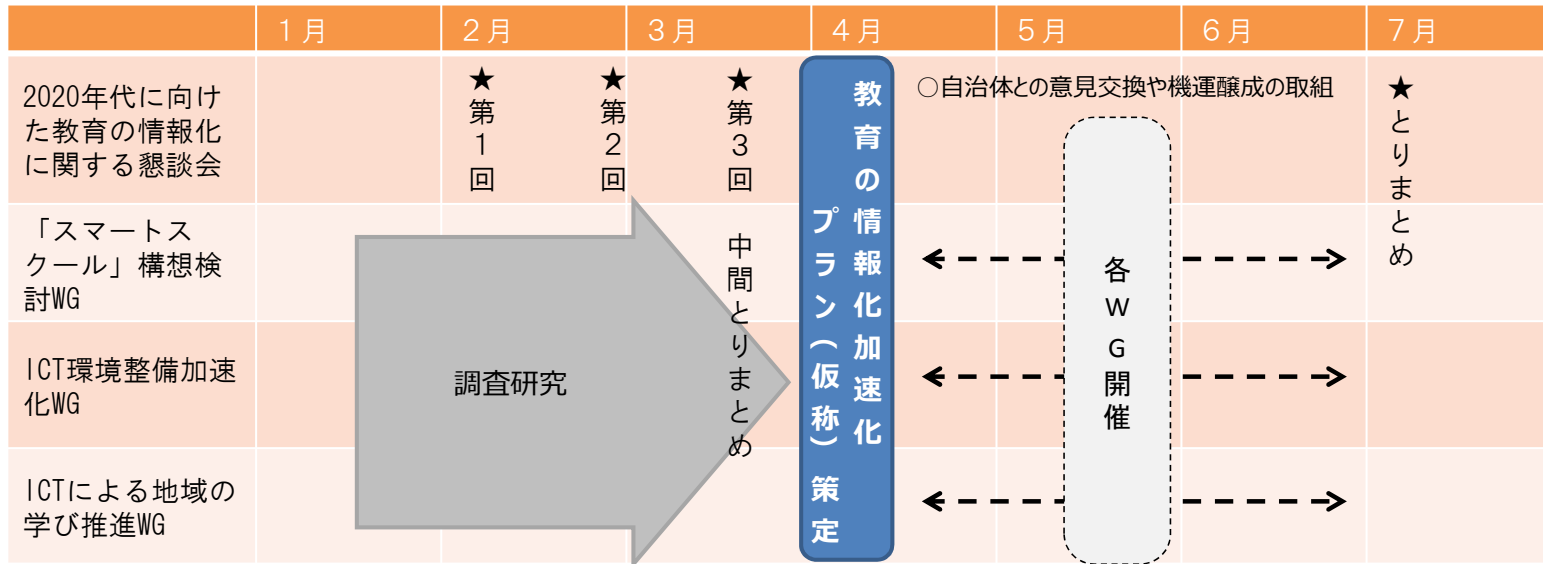 1月
2月
3月
4月
5月
6月
7月
2020年代に向け
た教育の情報化
に関する懇談会
★第1回
★第2回
★第3回 中間とりまとめ
教育の情報化加速化
プラン(仮称) 策定
○自治体との意見交換や機運醸成の取組
★とりまとめ
「スマートス
クール」構想検
討WG
ICT環境整備加速
化WG
ICTによる地域の
学び推進WG
調査研究
各WG開催